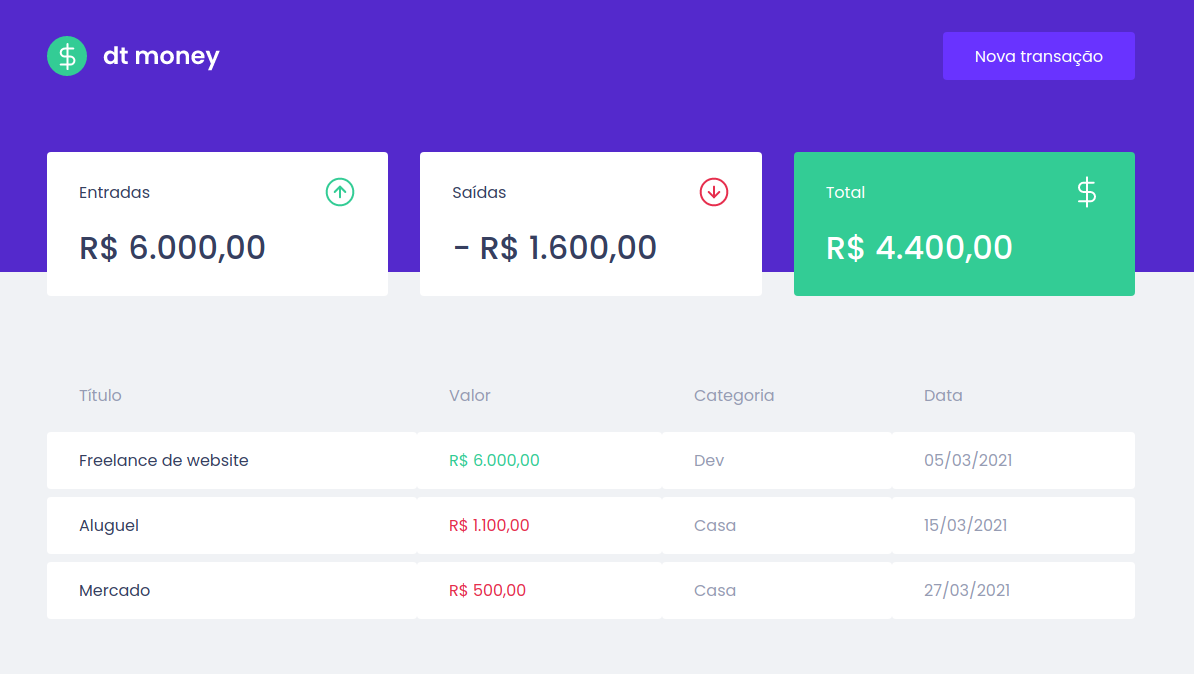 dt money
Nova transação
Entradas
R$ 6.000,00
Saídas
- R$ 1.600,00
Total
R$ 4.400,00
Título Valor Categoria Data
Freelance de website R$ 6.000,00 Dev 05/03/2021
Aluguel R$ 1.100,00 Casa 15/03/2021
Mercado R$ 500,00 Casa 27/03/2021